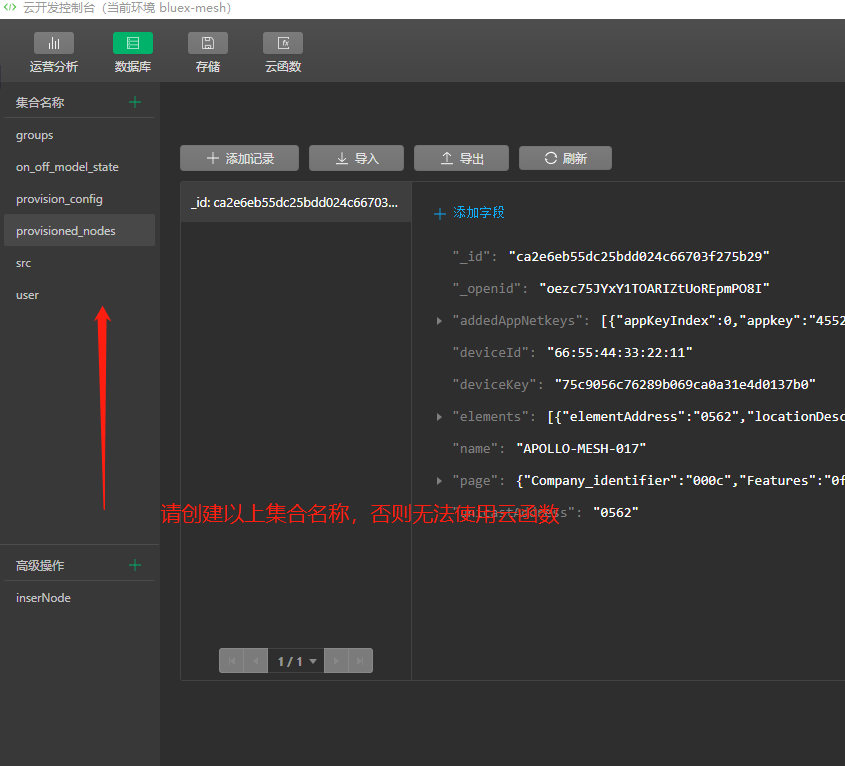 云开发控制台（当前环境 bluex-mesh）
运营分析
数据库
存储
云函数
集合名称
groups
on_off_model_state
provision_config
provisioned_nodes
src
user
添加记录
导入
导出
刷新
_id: ca2e6eb55dc25bdd024c66703...
添加字段
"_id": "ca2e6eb55dc25bdd024c66703f275b29"
"_openid": "oezc75JYxY1TOARIZtUoREpmPO8I"
"addedAppNetkeys": [{"appKeyIndex":0,"appkey":"4552
"deviceId": "66:55:44:33:22:11"
"deviceKey": "75c9056c76289b069ca0a31e4d0137b0"
"elements": [{"elementAddress":"0562","locationDesc
"name": "APOLLO-MESH-017"
"page": {"Company_identifier":"000c","Features":"0f
"unicastAddress": "0562"
请创建以上集合名称，否则无法使用云函数
高级操作
inserNode
1 / 1